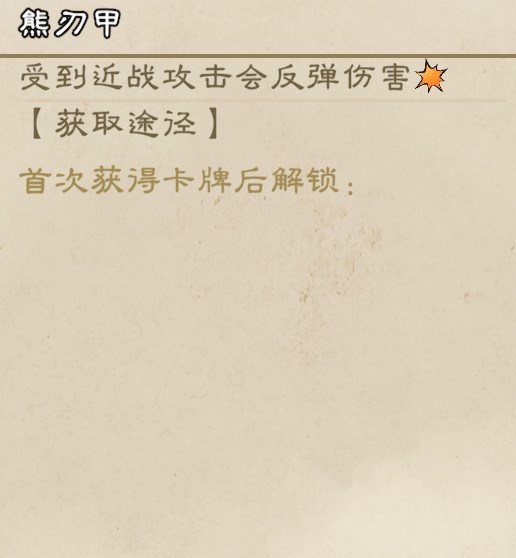 熊刃甲
受到近战攻击会反弹伤害
【获取途径】
首次获得卡牌后解锁：